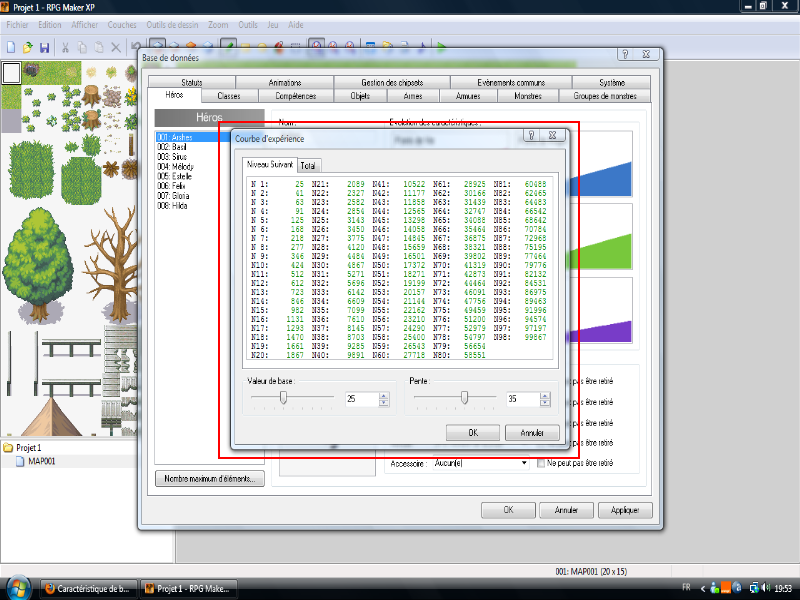 Projet 1 - RPG Maker XP
Fichier Edition Afficher Couches Outils de dessin Zoom Outils Jeu Aide
Base de données
Statuts Animations Gestion des chipsets Evènements communs Système
Héros Classes Compétences Objets Armes Armures Monstres Groupes de monstres
Héros
Nom :
Evolution des caractéristiques :
001: Arshes
002: Basil
003: Sirus
004: Mélody
005: Estelle
006: Felix
007: Gloria
008: Hilda
Courbe d'expérience
Niveau Suivant Total
N 1: 25 N21: 2089 N41: 10522 N61: 28925 N81: 60488
N 2: 41 N22: 2327 N42: 11177 N62: 30166 N82: 62465
N 3: 63 N23: 2582 N43: 11858 N63: 31439 N83: 64483
N 4: 91 N24: 2854 N44: 12565 N64: 32747 N84: 66542
N 5: 125 N25: 3143 N45: 13298 N65: 34088 N85: 68642
N 6: 168 N26: 3450 N46: 14058 N66: 35464 N86: 70784
N 7: 218 N27: 3775 N47: 14845 N67: 36875 N87: 72968
N 8: 277 N28: 4120 N48: 15659 N68: 38321 N88: 75195
N 9: 346 N29: 4484 N49: 16501 N69: 39802 N89: 77464
N10: 424 N30: 4867 N50: 17372 N70: 41319 N90: 79776
N11: 512 N31: 5271 N51: 18271 N71: 42873 N91: 82132
N12: 612 N32: 5696 N52: 19199 N72: 44464 N92: 84531
N13: 723 N33: 6142 N53: 20157 N73: 46091 N93: 86975
N14: 846 N34: 6609 N54: 21144 N74: 47756 N94: 89463
N15: 982 N35: 7099 N55: 22162 N75: 49459 N95: 91996
N16: 1131 N36: 7610 N56: 23210 N76: 51200 N96: 94574
N17: 1293 N37: 8145 N57: 24290 N77: 52979 N97: 97197
N18: 1470 N38: 8703 N58: 25400 N78: 54797 N98: 99867
N19: 1661 N39: 9285 N59: 26543 N79: 56654
N20: 1867 N40: 9891 N60: 27718 N80: 58551
Valeur de base : 25
Pente : 35
OK Annuler
pas être retiré
pas être retiré
pas être retiré
pas être retiré
Accessoire : Aucun(e) Ne peut pas être retiré
Nombre maximum d'éléments...
OK Annuler Appliquer
Projet 1
MAP001
001: MAP001 (20 x 15)
Caractéristique de b... Projet 1 - RPG Make... FR 19:53